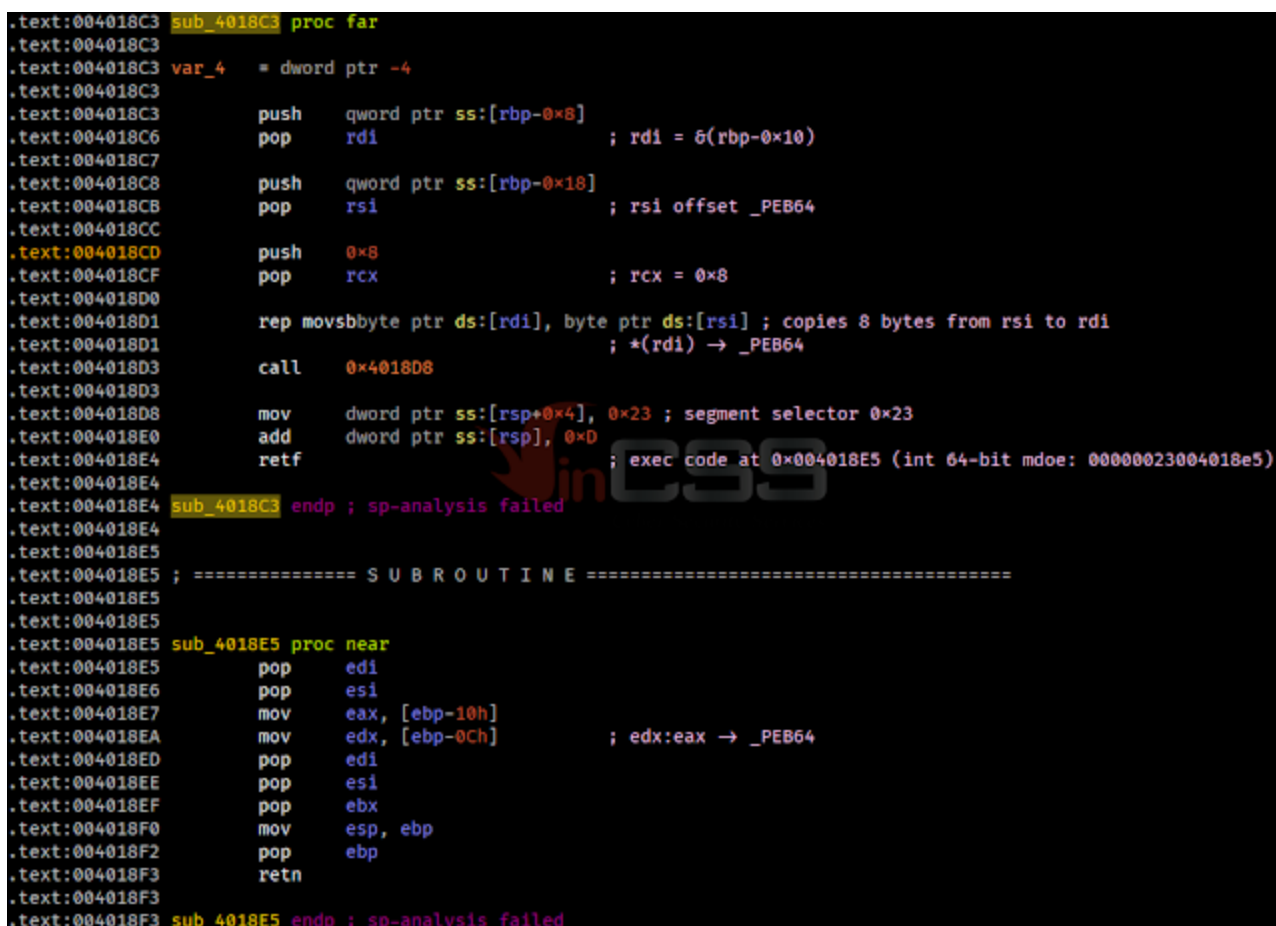 .text:004018C3 sub_4018C3 proc far
.text:004018C3
.text:004018C3 var_4 = dword ptr -4
.text:004018C3
.text:004018C3 push qword ptr ss:[rbp-0×8]
.text:004018C6 pop rdi ; rdi = &(rbp-0×10)
.text:004018C7
.text:004018C8 push qword ptr ss:[rbp-0×18]
.text:004018CB pop rsi ; rsi offset _PEB64
.text:004018CC
.text:004018CD push 0×8
.text:004018CF pop rcx ; rcx = 0×8
.text:004018D0
.text:004018D1 rep movsbbyte ptr ds:[rdi], byte ptr ds:[rsi] ; copies 8 bytes from rsi to rdi
.text:004018D1 ; *(rdi) → _PEB64
.text:004018D3 call 0×4018D8
.text:004018D3
.text:004018D8 mov dword ptr ss:[rsp+0×4], 0×23 ; segment selector 0×23
.text:004018E0 add dword ptr ss:[rsp], 0×D
.text:004018E4 retf ; exec code at 0×004018E5 (int 64-bit mdoe: 00000023004018e5)
.text:004018E4
.text:004018E4 sub_4018C3 endp ; sp-analysis failed
.text:004018E4
.text:004018E5
.text:004018E5 ; =============== S U B R O U T I N E =======================================
.text:004018E5
.text:004018E5
.text:004018E5 sub_4018E5 proc near
.text:004018E5 pop edi
.text:004018E6 pop esi
.text:004018E7 mov eax, [ebp-10h]
.text:004018EA mov edx, [ebp-0Ch] ; edx:eax → _PEB64
.text:004018ED pop edi
.text:004018EE pop esi
.text:004018EF pop ebx
.text:004018F0 mov esp, ebp
.text:004018F2 pop ebp
.text:004018F3 retn
.text:004018F3
.text:004018F3 sub_4018E5 endp ; sp-analysis failed
VinCSS